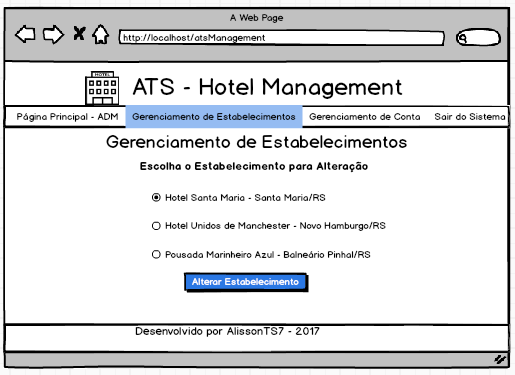 A Web Page
http://localhost/atsManagement
HOTEL
ATS - Hotel Management
Página Principal - ADM Gerenciamento de Estabelecimentos Gerenciamento de Conta Sair do Sistema
Gerenciamento de Estabelecimentos
Escolha o Estabelecimento para Alteração
Hotel Santa Maria - Santa Maria/RS
Hotel Unidos de Manchester - Novo Hamburgo/RS
Pousada Marinheiro Azul - Balneário Pinhal/RS
Alterar Estabelecimento
Desenvolvido por AlissonTS7 - 2017